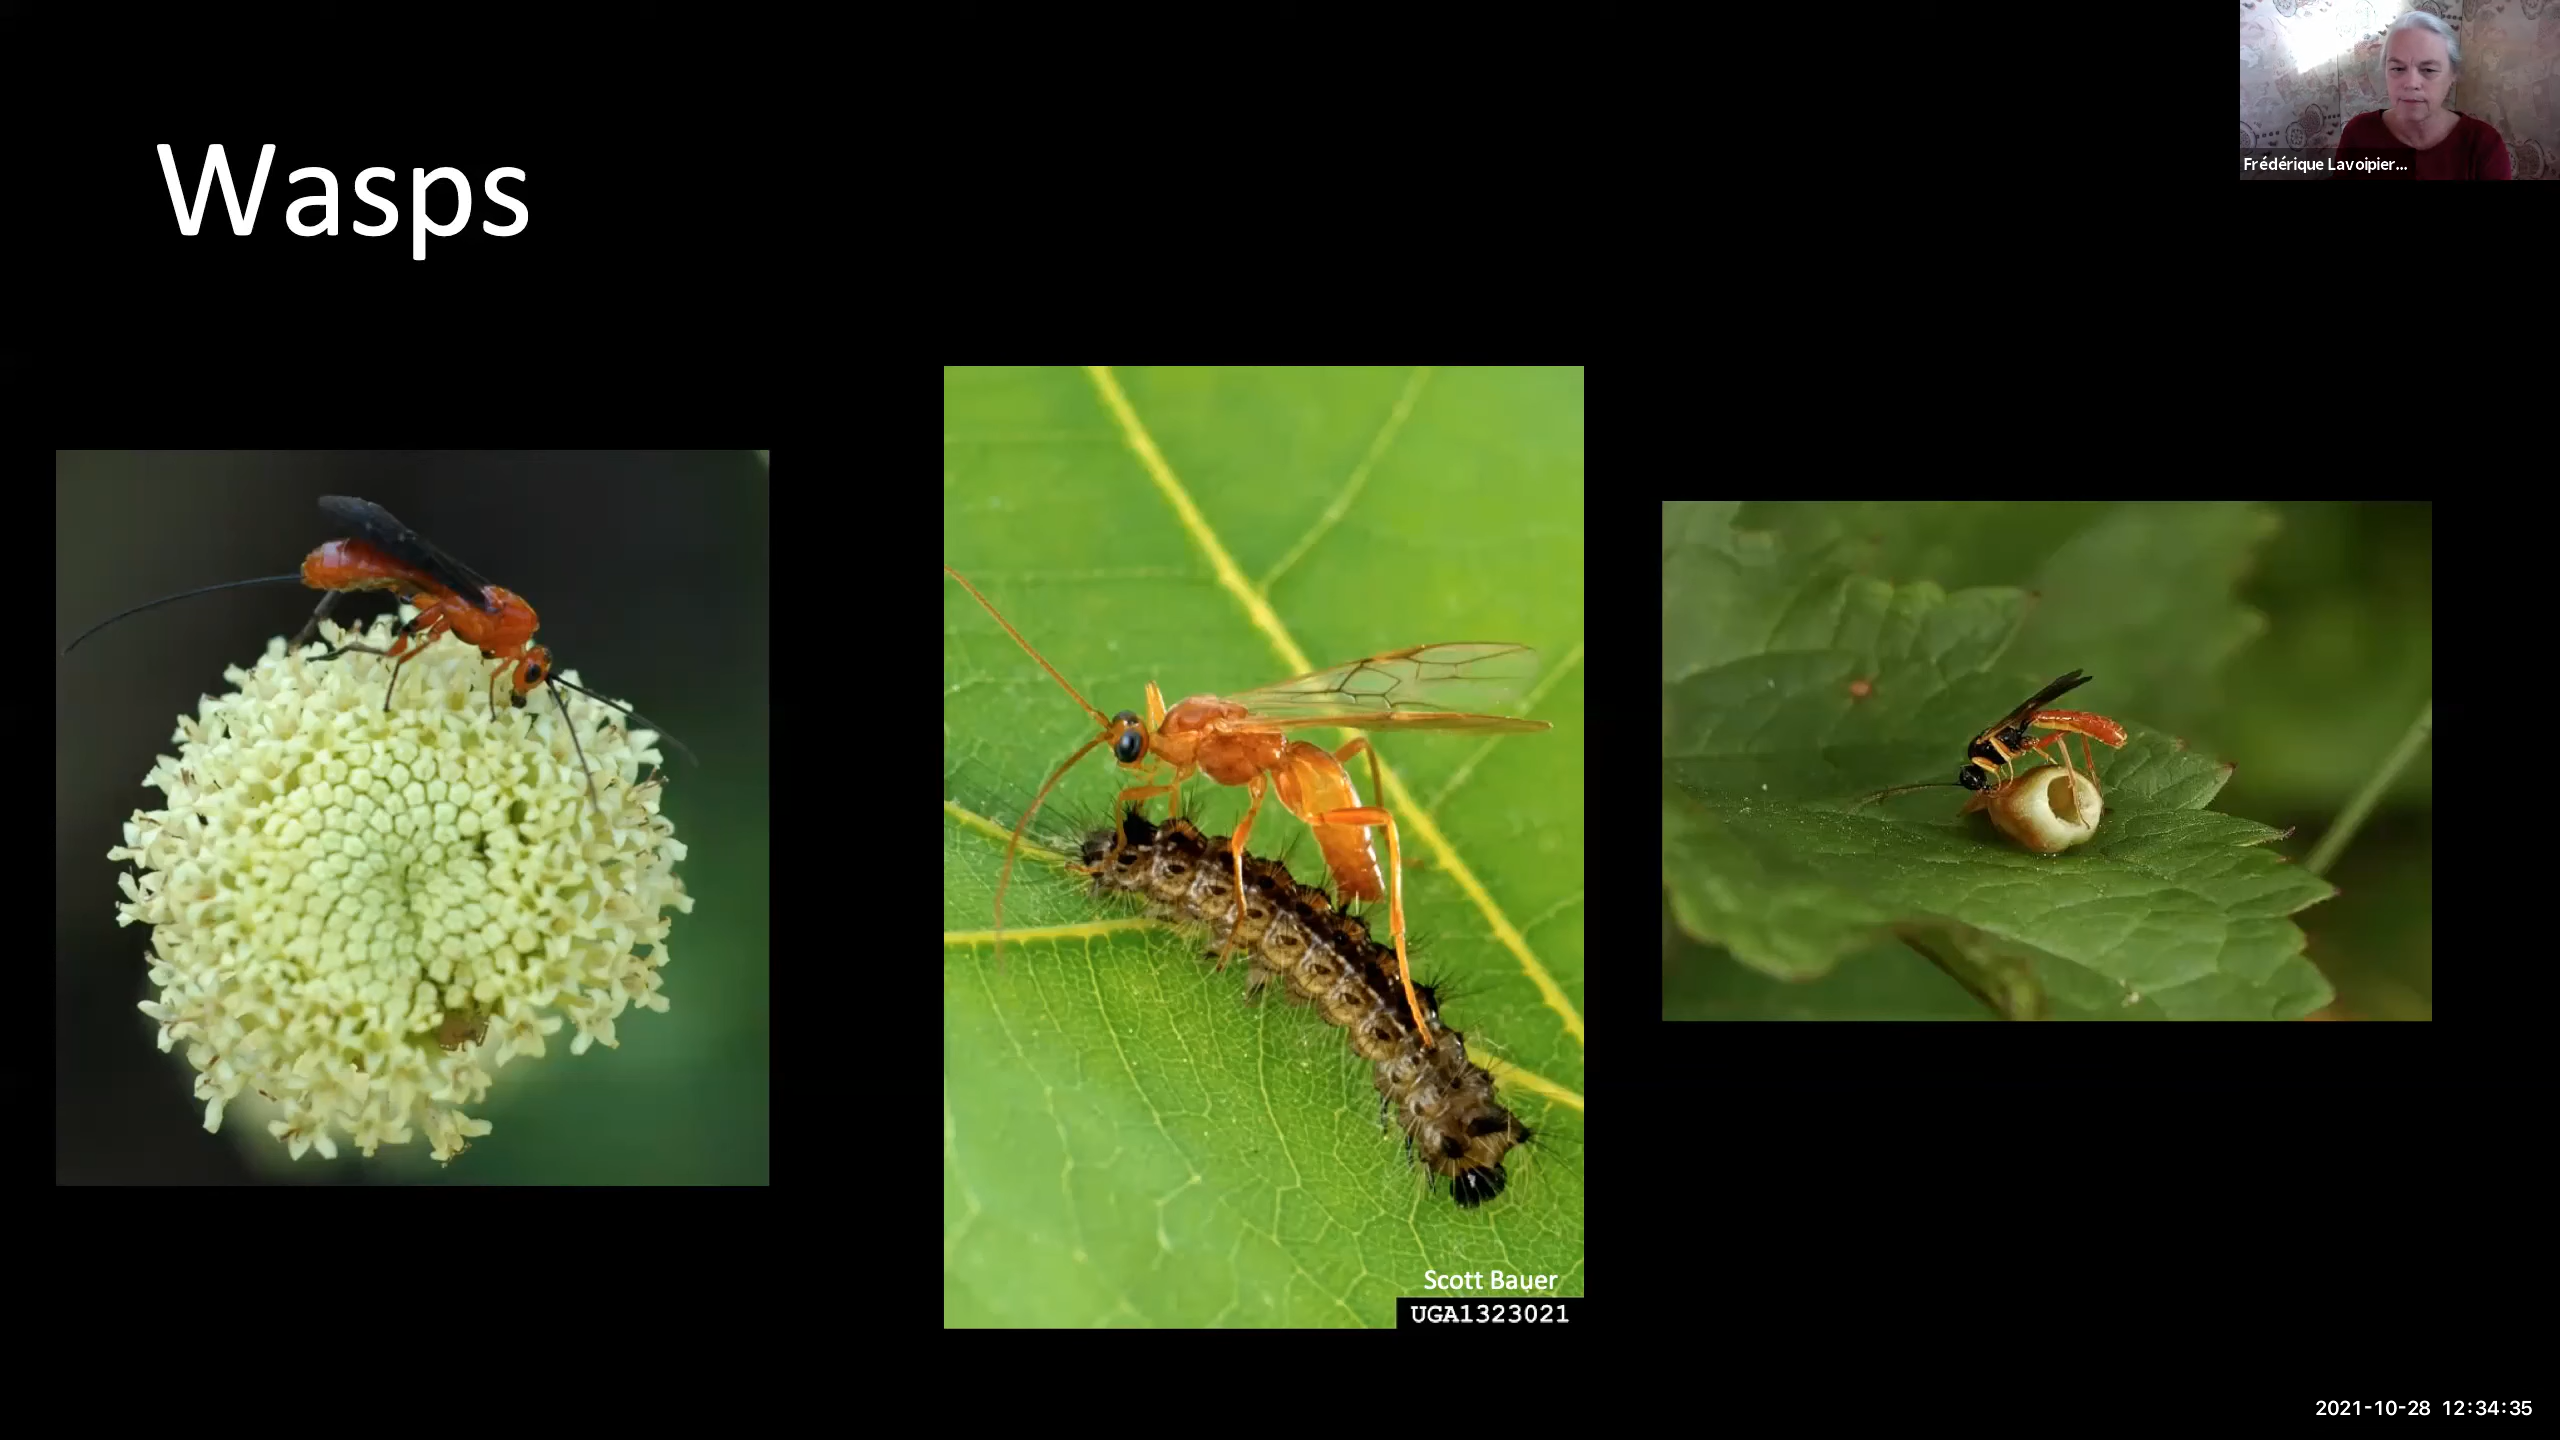 Wasps
Frédérique Lavoipier...
Scott Bauer
UGA1323021
2021-10-28 12:34:35